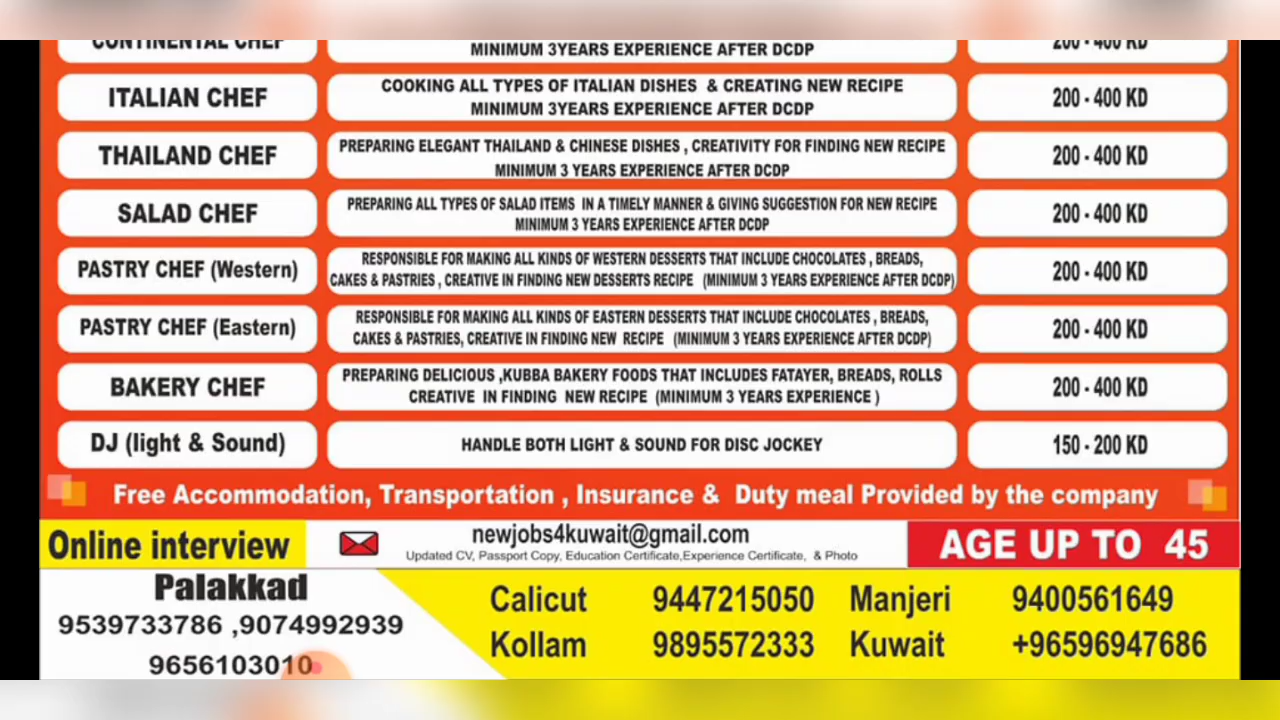 CONTINENTAL CHEF
MINIMUM 3YEARS EXPERIENCE AFTER DCDP
200 - 400 KD
ITALIAN CHEF
COOKING ALL TYPES OF ITALIAN DISHES & CREATING NEW RECIPE
MINIMUM 3YEARS EXPERIENCE AFTER DCDP
200 - 400 KD
THAILAND CHEF
PREPARING ELEGANT THAILAND & CHINESE DISHES , CREATIVITY FOR FINDING NEW RECIPE
MINIMUM 3 YEARS EXPERIENCE AFTER DCDP
200 - 400 KD
SALAD CHEF
PREPARING ALL TYPES OF SALAD ITEMS IN A TIMELY MANNER & GIVING SUGGESTION FOR NEW RECIPE
MINIMUM 3 YEARS EXPERIENCE AFTER DCDP
200 - 400 KD
PASTRY CHEF (Western)
RESPONSIBLE FOR MAKING ALL KINDS OF WESTERN DESSERTS THAT INCLUDE CHOCOLATES , BREADS,
CAKES & PASTRIES , CREATIVE IN FINDING NEW DESSERTS RECIPE (MINIMUM 3 YEARS EXPERIENCE AFTER DCDP)
200 - 400 KD
PASTRY CHEF (Eastern)
RESPONSIBLE FOR MAKING ALL KINDS OF EASTERN DESSERTS THAT INCLUDE CHOCOLATES , BREADS,
CAKES & PASTRIES, CREATIVE IN FINDING NEW RECIPE (MINIMUM 3 YEARS EXPERIENCE AFTER DCDP)
200 - 400 KD
BAKERY CHEF
PREPARING DELICIOUS ,KUBBA BAKERY FOODS THAT INCLUDES FATAYER, BREADS, ROLLS
CREATIVE IN FINDING NEW RECIPE (MINIMUM 3 YEARS EXPERIENCE )
200 - 400 KD
DJ (light & Sound)
HANDLE BOTH LIGHT & SOUND FOR DISC JOCKEY
150 - 200 KD
Free Accommodation, Transportation , Insurance & Duty meal Provided by the company
Online interview
newjobs4kuwait@gmail.com
Updated CV, Passport Copy, Education Certificate,Experience Certificate, & Photo
AGE UP TO 45
Palakkad
9539733786 ,9074992939
9656103010
Calicut 9447215050 Manjeri 9400561649
Kollam 9895572333 Kuwait +96596947686